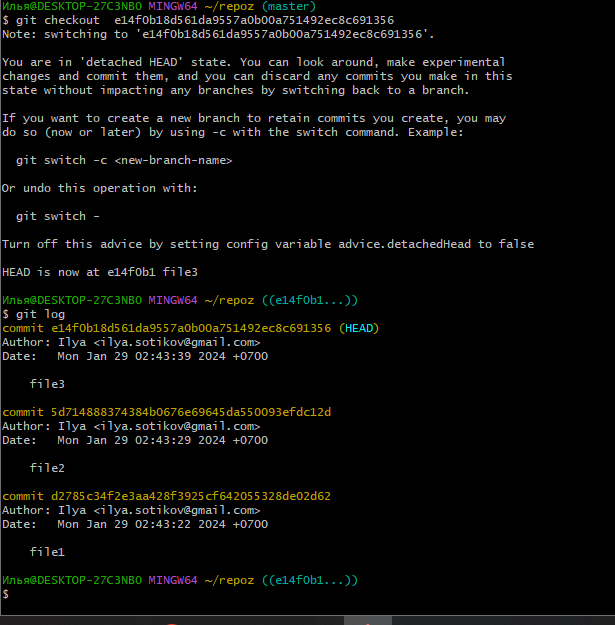 Илья@DESKTOP-27C3NBO MINGW64 ~/repoz (master)
$ git checkout  e14f0b18d561da9557a0b00a751492ec8c691356
Note: switching to 'e14f0b18d561da9557a0b00a751492ec8c691356'.
You are in 'detached HEAD' state. You can look around, make experimental
changes and commit them, and you can discard any commits you make in this
state without impacting any branches by switching back to a branch.
If you want to create a new branch to retain commits you create, you may
do so (now or later) by using -c with the switch command. Example:
  git switch -c <new-branch-name>
Or undo this operation with:
  git switch -
Turn off this advice by setting config variable advice.detachedHead to false
HEAD is now at e14f0b1 file3
Илья@DESKTOP-27C3NBO MINGW64 ~/repoz ((e14f0b1...))
$ git log
commit e14f0b18d561da9557a0b00a751492ec8c691356 (HEAD)
Author: Ilya <ilya.sotikov@gmail.com>
Date:   Mon Jan 29 02:43:39 2024 +0700
    file3
commit 5d714888374384b0676e69645da550093efdc12d
Author: Ilya <ilya.sotikov@gmail.com>
Date:   Mon Jan 29 02:43:29 2024 +0700
    file2
commit d2785c34f2e3aa428f3925cf642055328de02d62
Author: Ilya <ilya.sotikov@gmail.com>
Date:   Mon Jan 29 02:43:22 2024 +0700
    file1
Илья@DESKTOP-27C3NBO MINGW64 ~/repoz ((e14f0b1...))
$